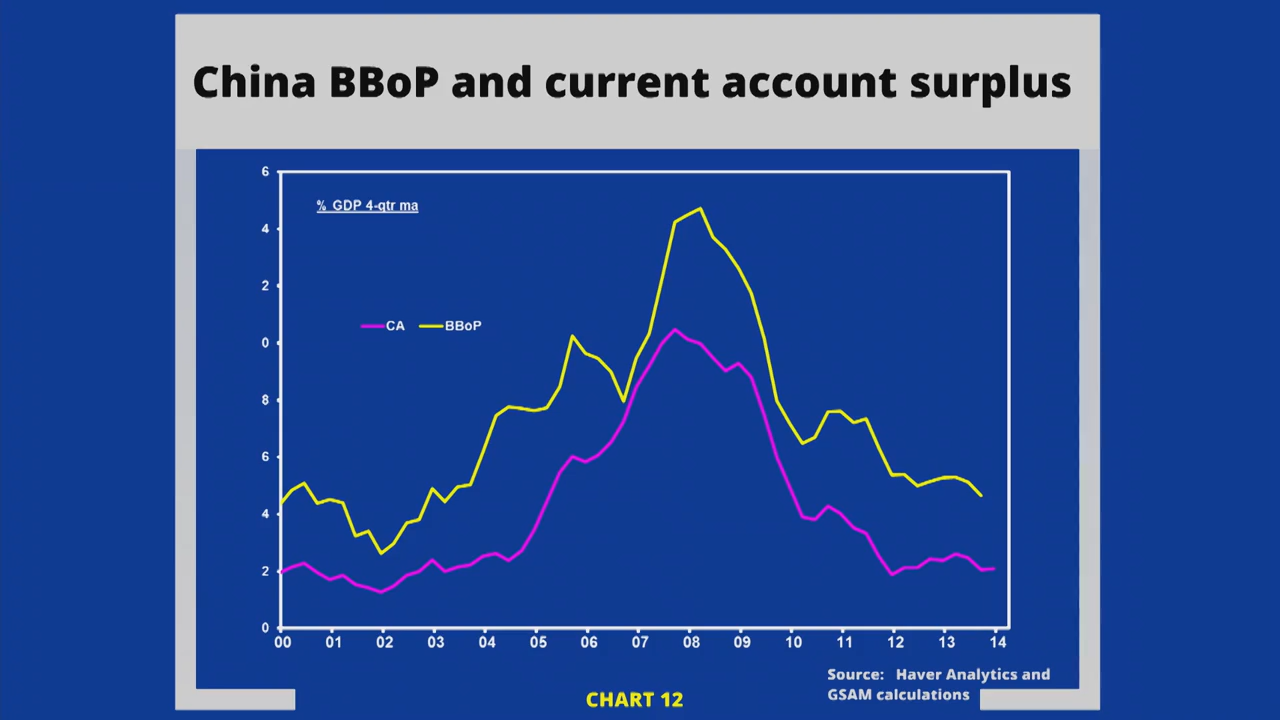 China BBoP and current account surplus
% GDP 4-qtr ma
CA
BBoP
6
4
2
0
8
6
4
2
0
00 01 02 03 04 05 06 07 08 09 10 11 12 13 14
Source: Haver Analytics and
GSAM calculations
CHART 12